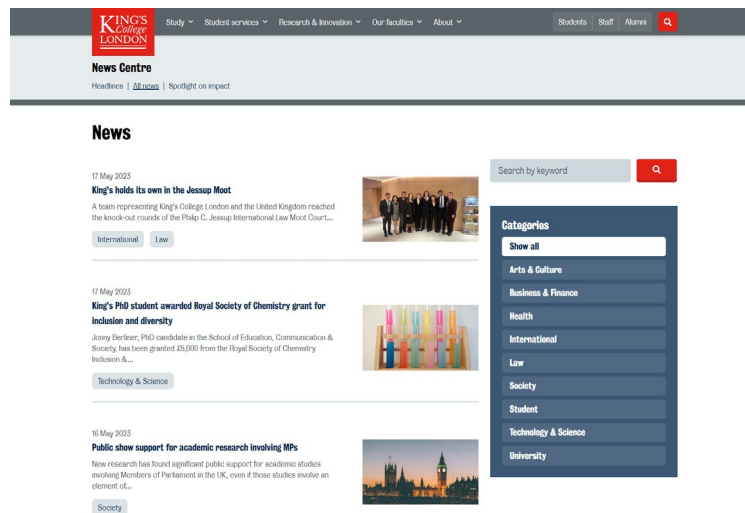 KING'S
College
LONDON
Study Student services Research & Innovation Our faculties About
Students Staff Alumni
News Centre
Headlines | All news | Spotlight on impact
News
17 May 2023
King's holds its own in the Jessup Moot
A team representing King's College London and the United Kingdom reached
the knock-out rounds of the Philip C. Jessup International Law Moot Court...
International Law
17 May 2023
King's PhD student awarded Royal Society of Chemistry grant for
inclusion and diversity
Jonny Berliner, PhD candidate in the School of Education, Communication &
Society, has been granted £5,000 from the Royal Society of Chemistry
Inclusion &...
Technology & Science
16 May 2023
Public show support for academic research involving MPs
New research has found significant public support for academic studies
involving Members of Parliament in the UK, even if those studies involve an
element of...
Society
Search by keyword
Categories
Show all
Arts & Culture
Business & Finance
Health
International
Law
Society
Student
Technology & Science
University